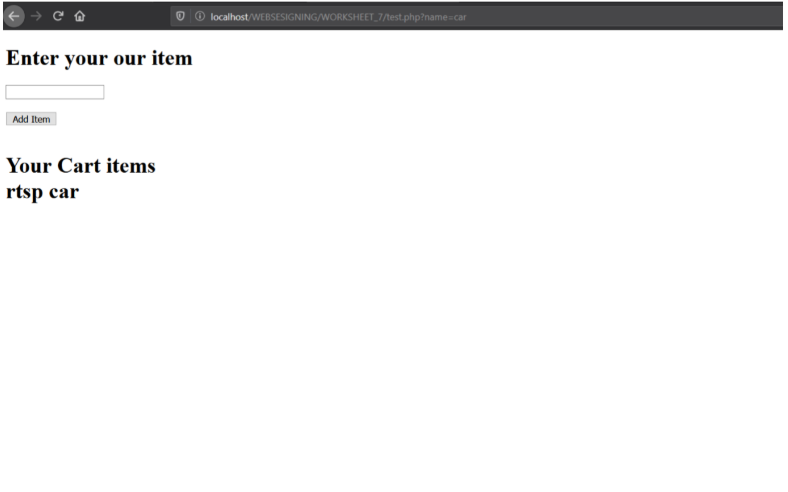 localhost/WEBSESIGNING/WORKSHEET_7/test.php?name=car
Enter your our item
Add Item
Your Cart items
rtsp car